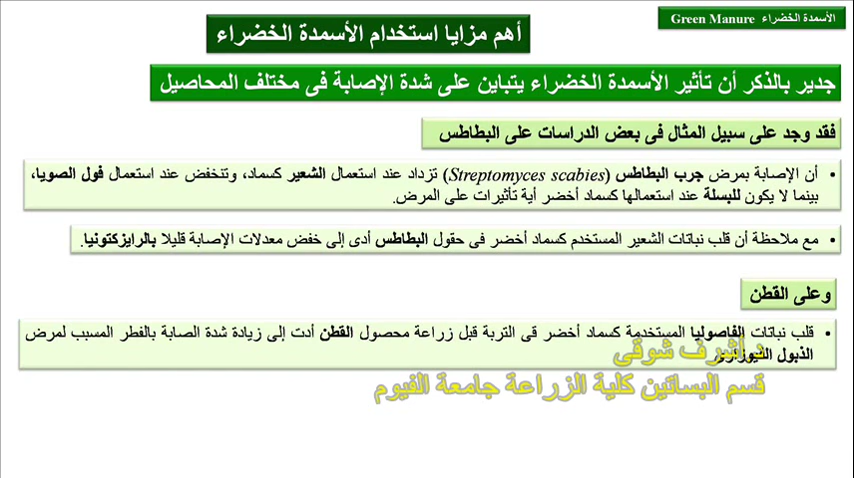 الأسمدة الخضراء Green Manure
أهم مزايا استخدام الأسمدة الخضراء
جدير بالذكر أن تأثير الأسمدة الخضراء يتباين على شدة الإصابة فى مختلف المحاصيل
فقد وجد على سبيل المثال فى بعض الدراسات على البطاطس
• أن الإصابة بمرض جرب البطاطس (Streptomyces scabies) تزداد عند استعمال الشعير كسماد، وتنخفض عند استعمال فول الصويا،
بينما لا يكون للبسلة عند استعمالها كسماد أخضر أية تأثيرات على المرض.
• مع ملاحظة أن قلب نباتات الشعير المستخدم كسماد أخضر فى حقول البطاطس أدى إلى خفض معدلات الإصابة قليلا بالرايزكتونيا.
وعلى القطن
• قلب نباتات الفاصوليا المستخدمة كسماد أخضر فى التربة قبل زراعة محصول القطن أدت إلى زيادة شدة الصابة بالفطر المسبب لمرض
الذبول الفيوزارى.
د.أشرف شوقى
قسم البساتين كلية الزراعة جامعة الفيوم